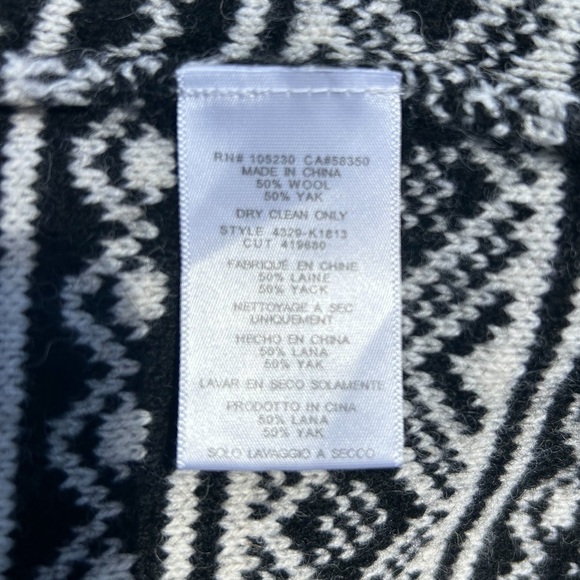 RN# 105230 CA#58350
MADE IN CHINA
50% WOOL
50% YAK
DRY CLEAN ONLY
STYLE 4329-K1813
CUT 419680
FABRIQUÉ EN CHINE
50% LAINE
50% YACK
NETTOYAGE A SEC
UNIQUEMENT
HECHO EN CHINA
50% LANA
50% YAK
LAVAR EN SECO SOLAMENTE
PRODOTTO IN CINA
50% LANA
50% YAK
SOLO LAVAGGIO A SECCO